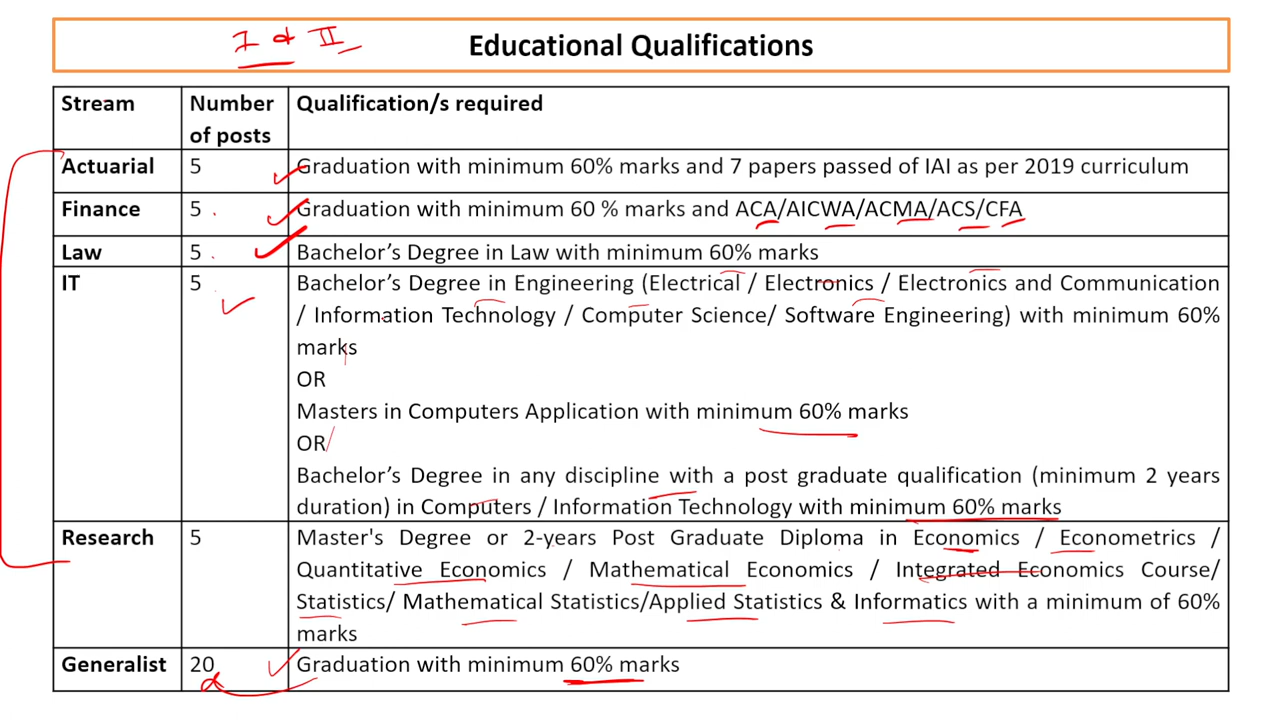 I & II
Educational Qualifications
Stream
Number
of posts
Qualification/s required
Actuarial
5
Graduation with minimum 60% marks and 7 papers passed of IAI as per 2019 curriculum
Finance
5
Graduation with minimum 60 % marks and ACA/AICWA/ACMA/ACS/CFA
Law
5
Bachelor’s Degree in Law with minimum 60% marks
IT
5
Bachelor’s Degree in Engineering (Electrical / Electronics / Electronics and Communication
/ Information Technology / Computer Science/ Software Engineering) with minimum 60%
marks
OR
Masters in Computers Application with minimum 60% marks
OR
Bachelor’s Degree in any discipline with a post graduate qualification (minimum 2 years
duration) in Computers / Information Technology with minimum 60% marks
Research
5
Master's Degree or 2-years Post Graduate Diploma in Economics / Econometrics /
Quantitative Economics / Mathematical Economics / Integrated Economics Course/
Statistics/ Mathematical Statistics/Applied Statistics & Informatics with a minimum of 60%
marks
Generalist
20
Graduation with minimum 60% marks